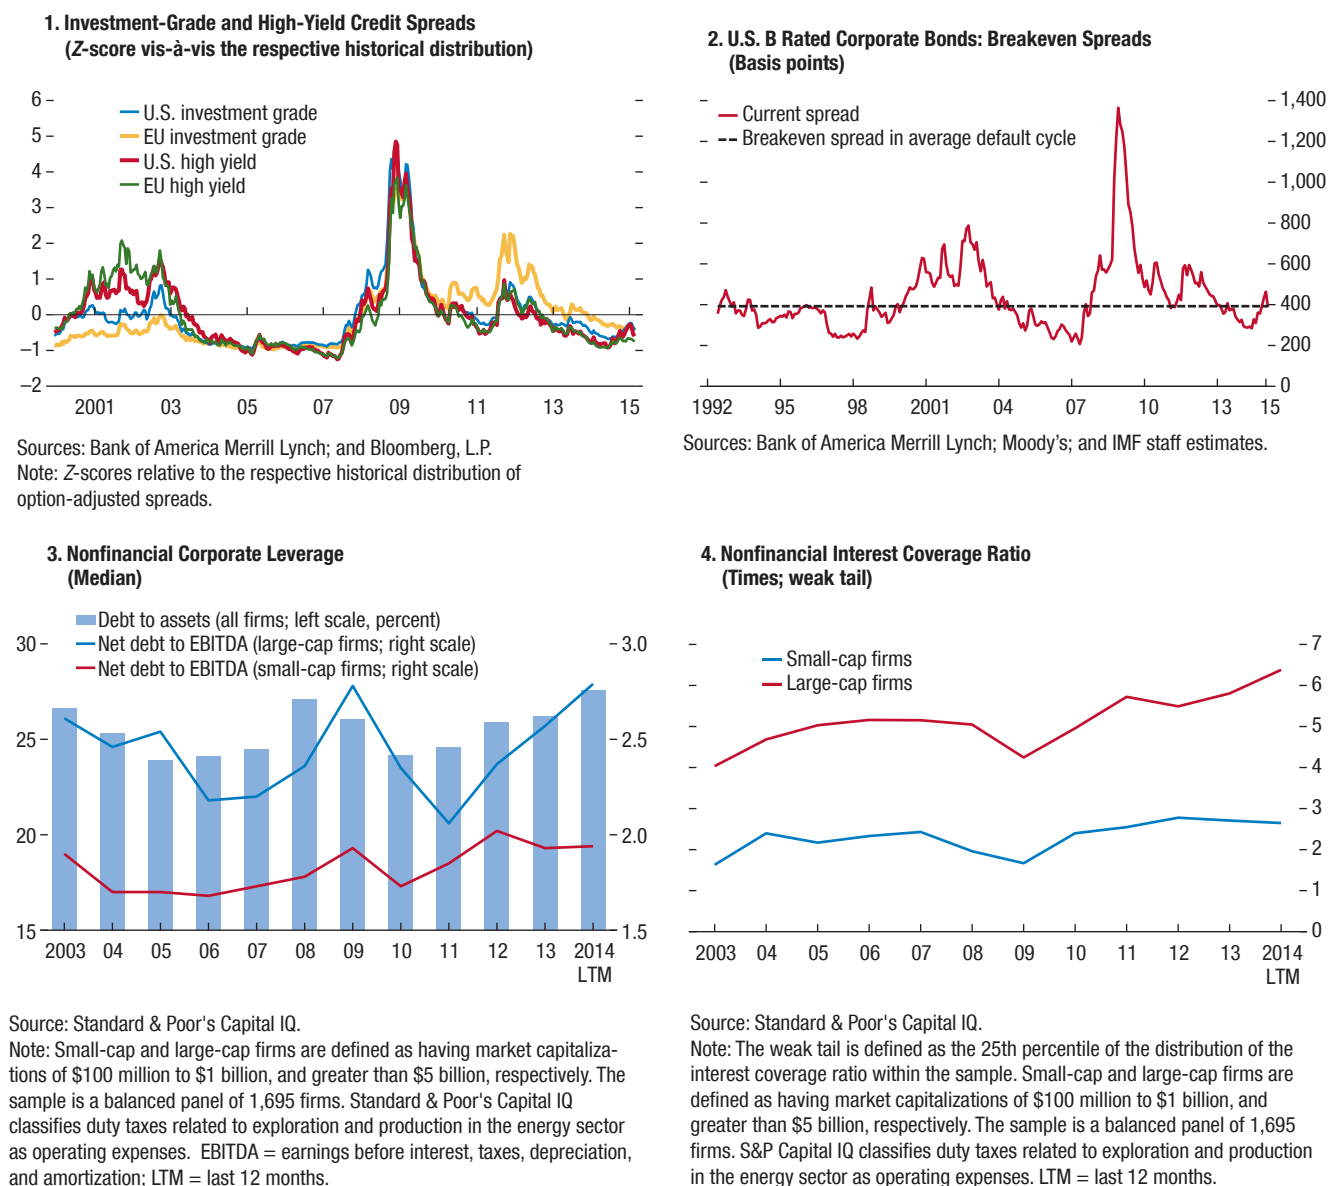 1. Investment-Grade and High-Yield Credit Spreads
(Z-score vis-à-vis the respective historical distribution)
6
5
4
3
2
1
0
–1
–2
U.S. investment grade
EU investment grade
U.S. high yield
EU high yield
2001 03 05 07 09 11 13 15
Sources: Bank of America Merrill Lynch; and Bloomberg, L.P.
Note: Z-scores relative to the respective historical distribution of
option-adjusted spreads.
2. U.S. B Rated Corporate Bonds: Breakeven Spreads
(Basis points)
Current spread
Breakeven spread in average default cycle
1,400
1,200
1,000
800
600
400
200
0
1992 95 98 2001 04 07 10 13 15
Sources: Bank of America Merrill Lynch; Moody's; and IMF staff estimates.
3. Nonfinancial Corporate Leverage
(Median)
Debt to assets (all firms; left scale, percent)
Net debt to EBITDA (large-cap firms; right scale)
Net debt to EBITDA (small-cap firms; right scale)
30
25
20
15
3.0
2.5
2.0
1.5
2003 04 05 06 07 08 09 10 11 12 13 2014
LTM
Source: Standard & Poor's Capital IQ.
Note: Small-cap and large-cap firms are defined as having market capitaliza-
tions of $100 million to $1 billion, and greater than $5 billion, respectively. The
sample is a balanced panel of 1,695 firms. Standard & Poor's Capital IQ
classifies duty taxes related to exploration and production in the energy sector
as operating expenses. EBITDA = earnings before interest, taxes, depreciation,
and amortization; LTM = last 12 months.
4. Nonfinancial Interest Coverage Ratio
(Times; weak tail)
Small-cap firms
Large-cap firms
7
6
5
4
3
2
1
0
2003 04 05 06 07 08 09 10 11 12 13 2014
LTM
Source: Standard & Poor's Capital IQ.
Note: The weak tail is defined as the 25th percentile of the distribution of the
interest coverage ratio within the sample. Small-cap and large-cap firms are
defined as having market capitalizations of $100 million to $1 billion, and
greater than $5 billion, respectively. The sample is a balanced panel of 1,695
firms. S&P Capital IQ classifies duty taxes related to exploration and production
in the energy sector as operating expenses. LTM = last 12 months.